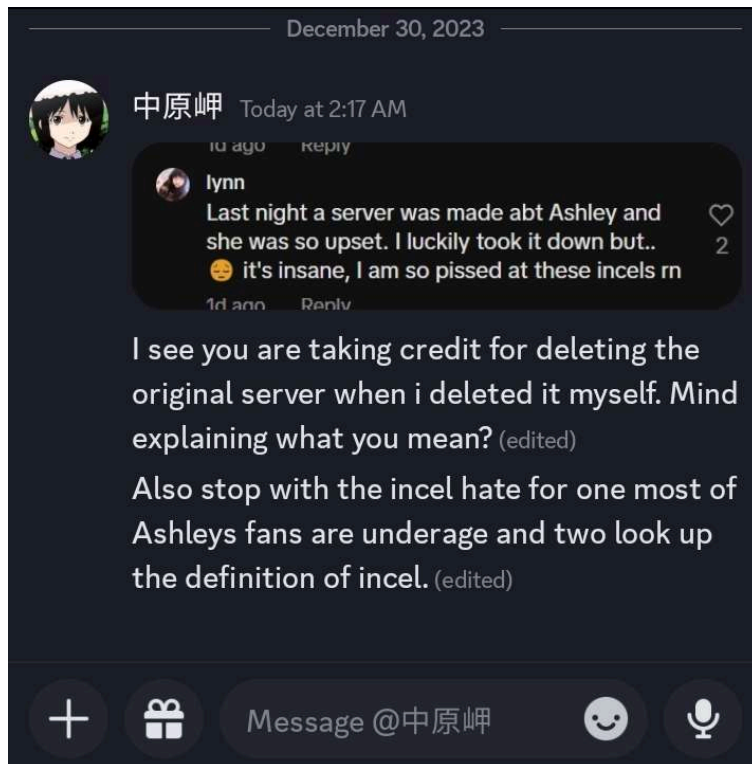 December 30, 2023
中原岬 Today at 2:17 AM
1d ago Reply
lynn
Last night a server was made abt Ashley and
she was so upset. I luckily took it down but..
2
😔 it's insane, I am so pissed at these incels rn
1d ago Reply
I see you are taking credit for deleting the
original server when i deleted it myself. Mind
explaining what you mean? (edited)
Also stop with the incel hate for one most of
Ashleys fans are underage and two look up
the definition of incel. (edited)
Message @中原岬